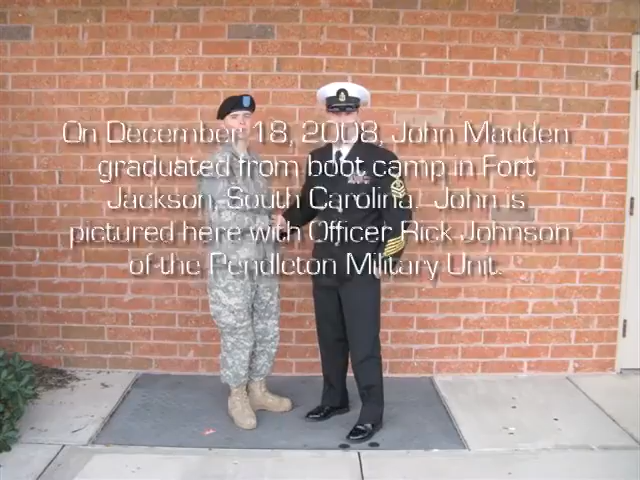 On December 18, 2008, John Madden
graduated from boot camp in Fort
Jackson, South Carolina. John is
pictured here with Officer Rick Johnson
of the Pendleton Military Unit.